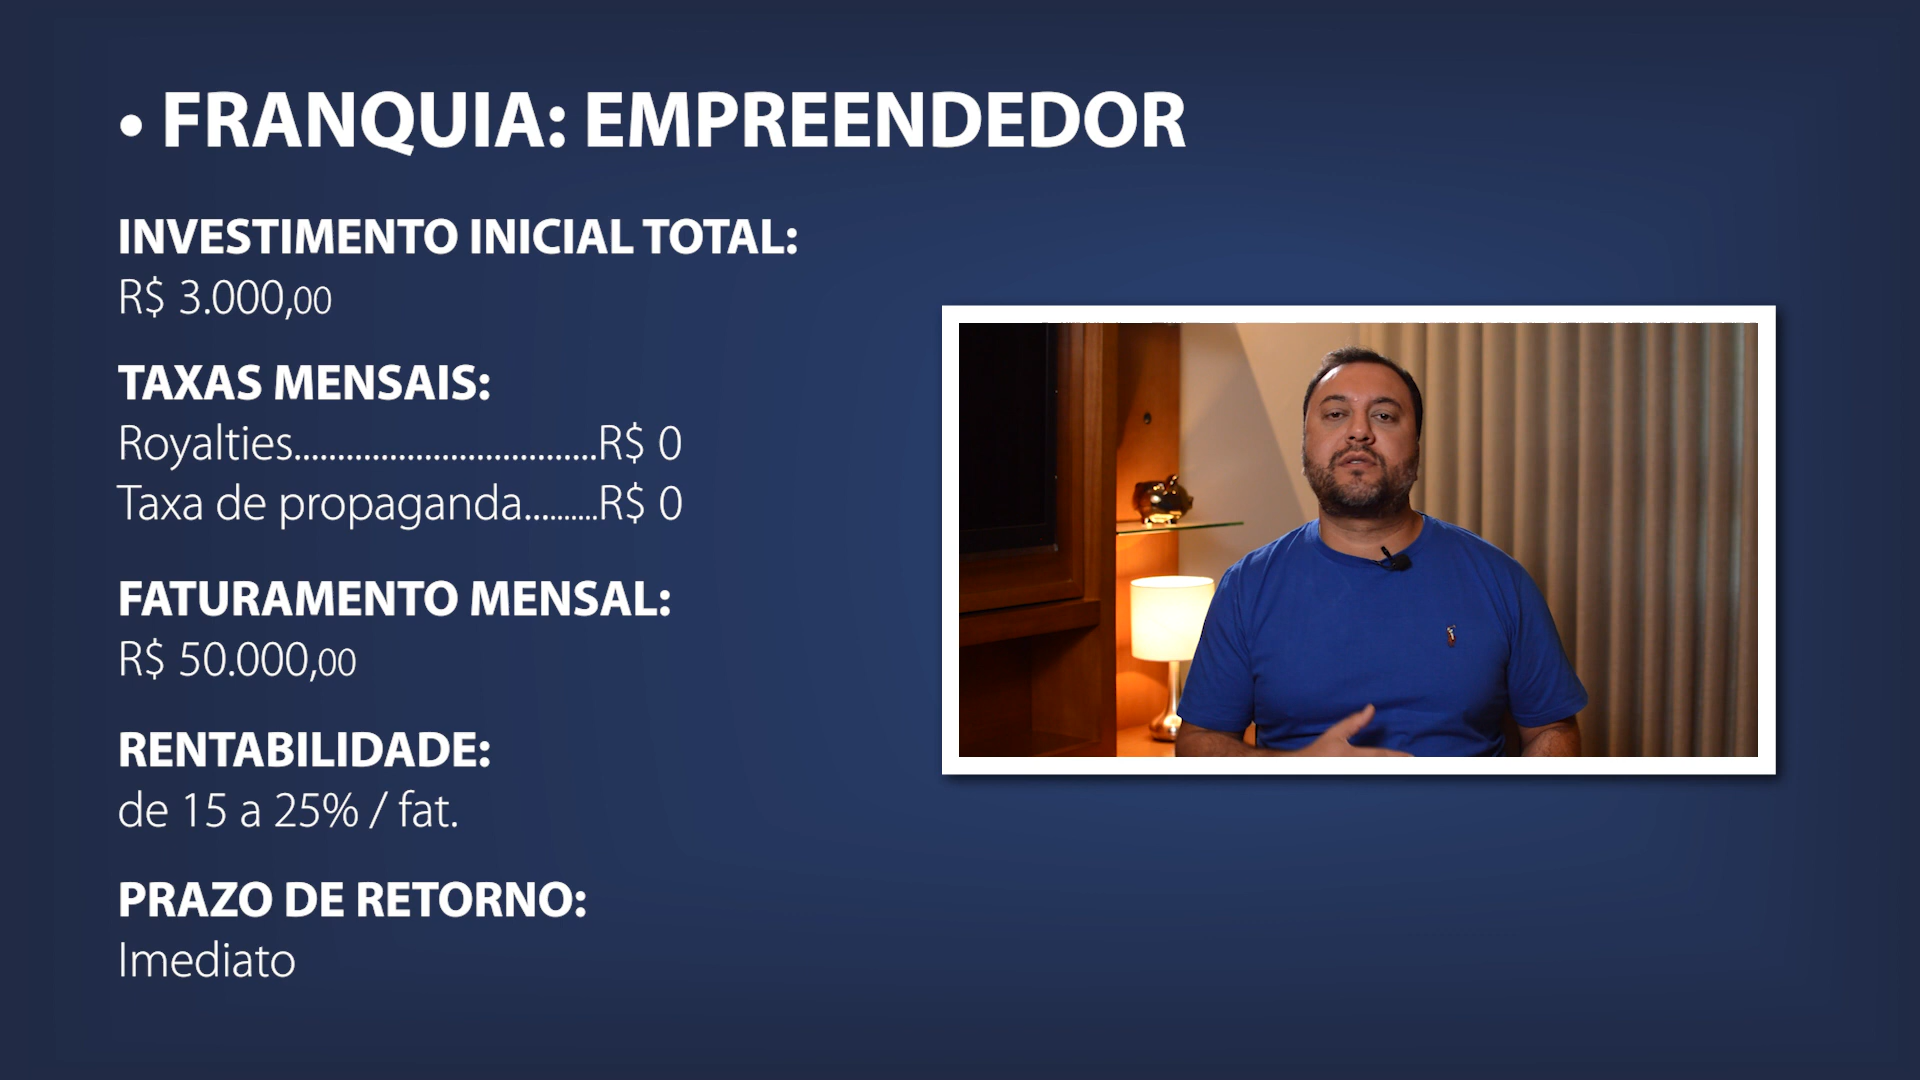 • FRANQUIA: EMPREENDEDOR
INVESTIMENTO INICIAL TOTAL:
R$ 3.000,00
TAXAS MENSAIS:
Royalties...................................R$ 0
Taxa de propaganda..........R$ 0
FATURAMENTO MENSAL:
R$ 50.000,00
RENTABILIDADE:
de 15 a 25% / fat.
PRAZO DE RETORNO:
Imediato